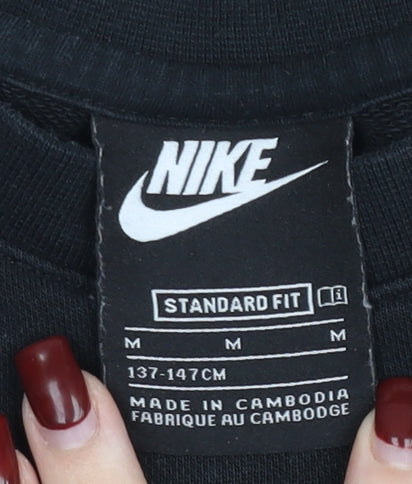 NIKE
STANDARD FIT
M M M
137-147CM
MADE IN CAMBODIA
FABRIQUE AU CAMBODGE